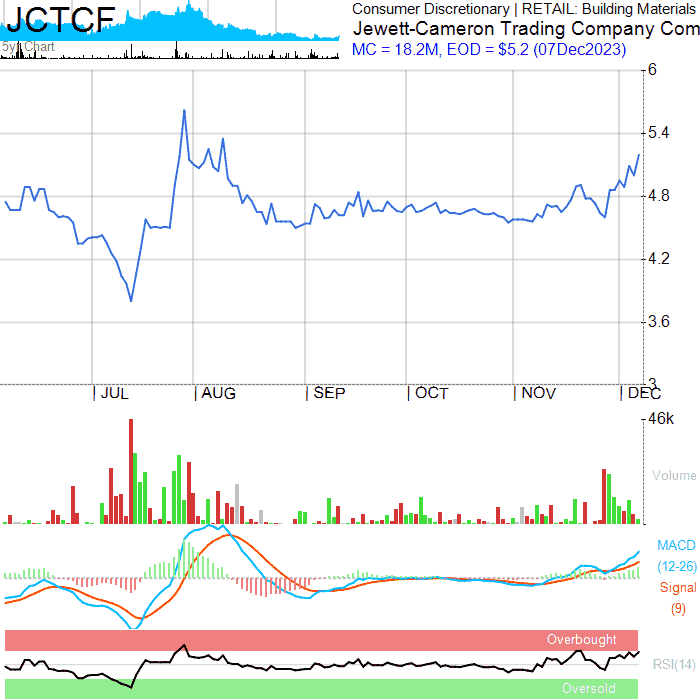 JCTCF
5yr Chart
Consumer Discretionary | RETAIL: Building Materials
Jewett-Cameron Trading Company Com
MC = 18.2M, EOD = $5.2 (07Dec2023)
6
5.4
4.8
4.2
3.6
3
JUL AUG SEP OCT NOV DEC
46k
Volume
MACD
(12-26)
Signal
(9)
Overbought
RSI(14)
Oversold